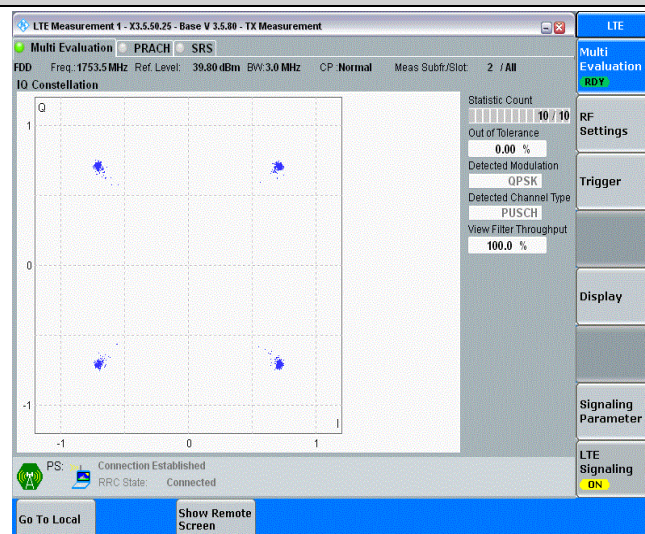 LTE Measurement 1 - X3.5.50.25 - Base V 3.5.80 - TX Measurement
LTE
Multi Evaluation PRACH SRS
FDD Freg.: 1753.5 MHz Ref. Level: 39.80 dBm BW: 3.0 MHz CP : Normal Meas Subfr./Slot: 2 / All
IQ Constellation
Q
1
0
-1
I
-1 0 1
Statistic Count
10 / 10
Out of Tolerance
0.00 %
Detected Modulation
QPSK
Detected Channel Type
PUSCH
View Filter Throughput
100.0 %
Multi
Evaluation
RDY
RF
Settings
Trigger
Display
Signaling
Parameter
LTE
Signaling
ON
PS: Connection Established
RRC State: Connected
Go To Local
Show Remote
Screen